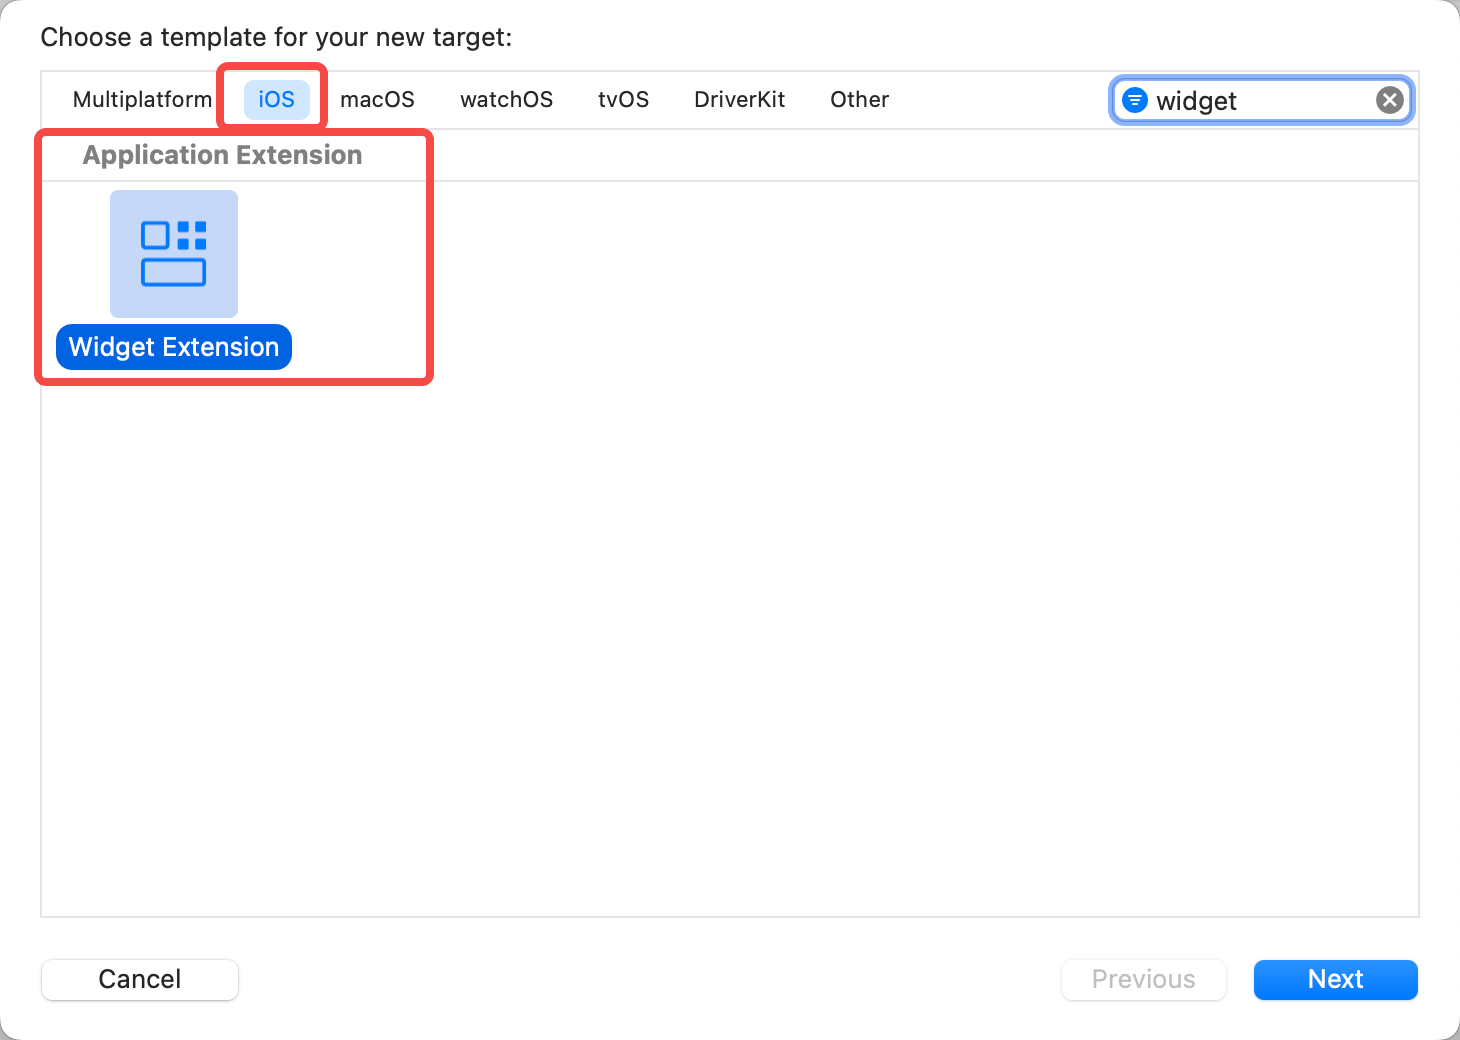 Choose a template for your new target:
Multiplatform iOS macOS watchOS tvOS DriverKit Other widget
Application Extension
Widget Extension
Cancel Previous Next